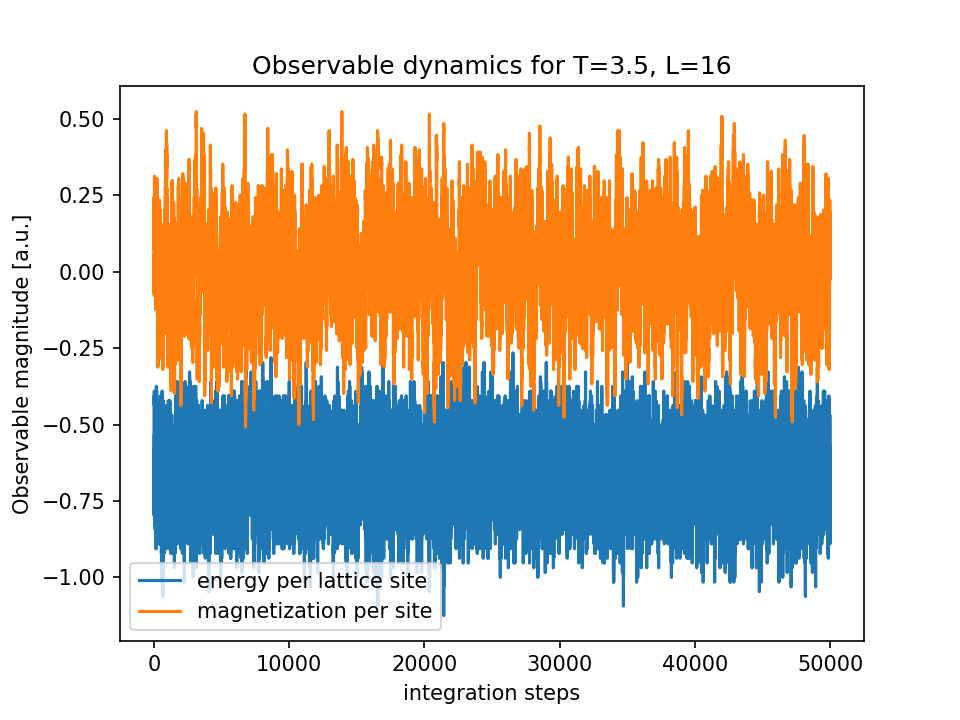 Observable dynamics for T=3.5, L=16
Observable magnitude [a.u.]
0.50
0.25
0.00
−0.25
−0.50
−0.75
−1.00
energy per lattice site
magnetization per site
0 10000 20000 30000 40000 50000
integration steps